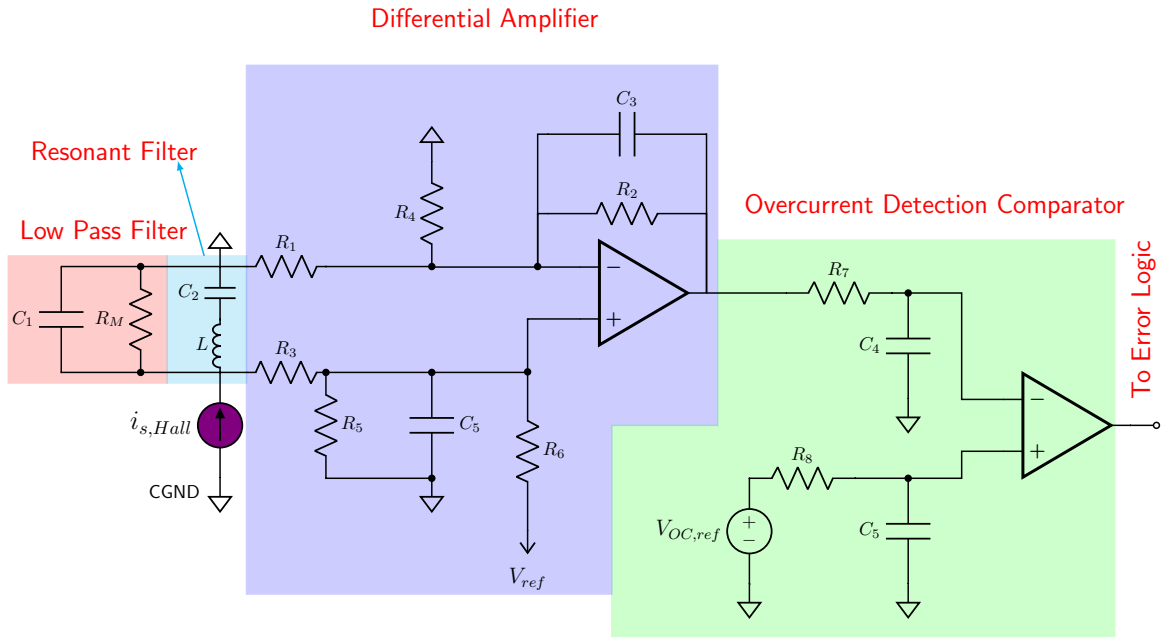 Differential Amplifier
C3
Resonant Filter
R2
R4
Overcurrent Detection Comparator
Low Pass Filter
R1
To Error Logic
−
R7
C2
C1
RM
+
L
R3
C4
is,Hall
R5
C5
R6
−
+
R8
CGND
VOC,ref
+
−
C5
Vref